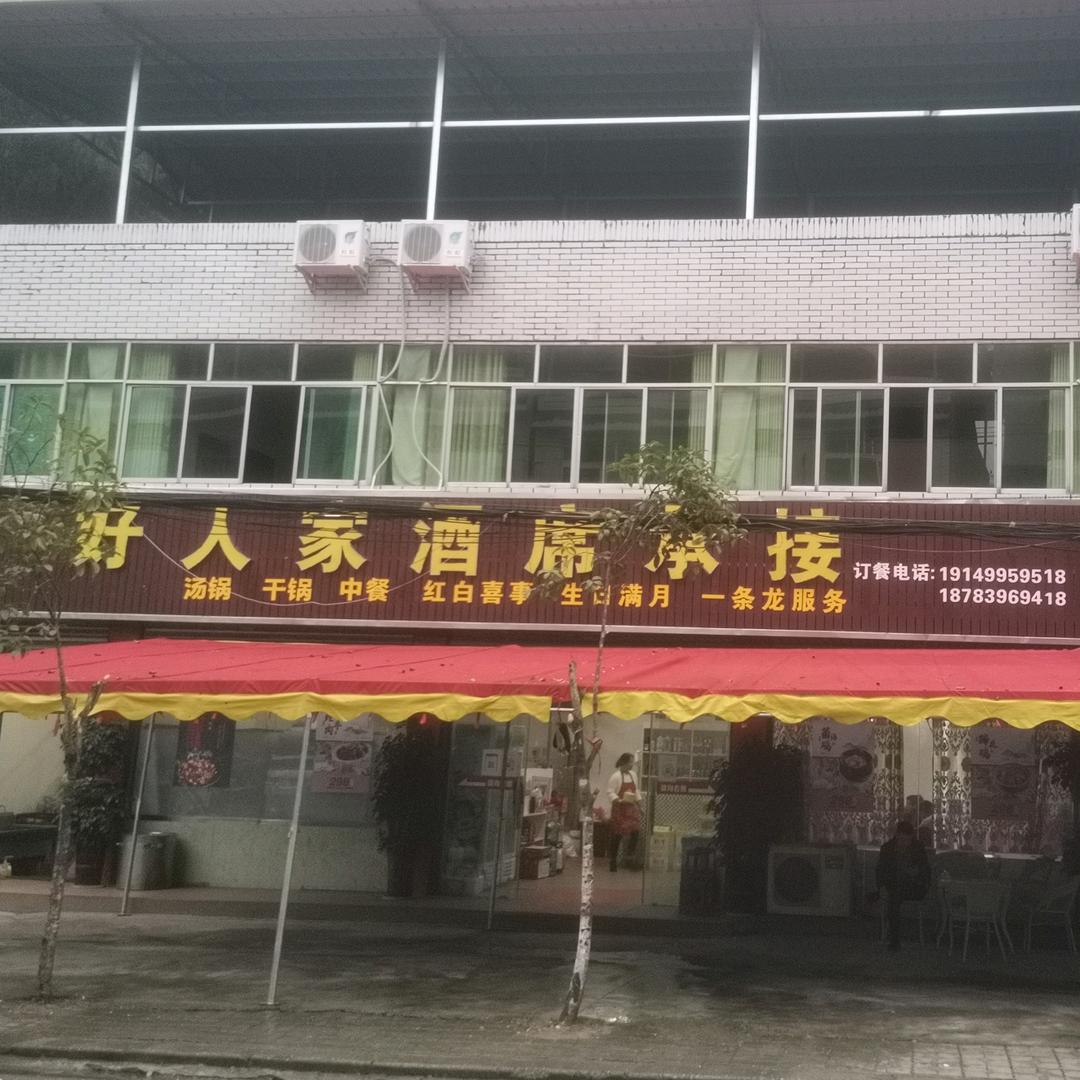 好人家酒席承接
汤锅 干锅 中餐 红白喜事 生日满月 一条龙服务
订餐电话: 19149959518
18783969418
298